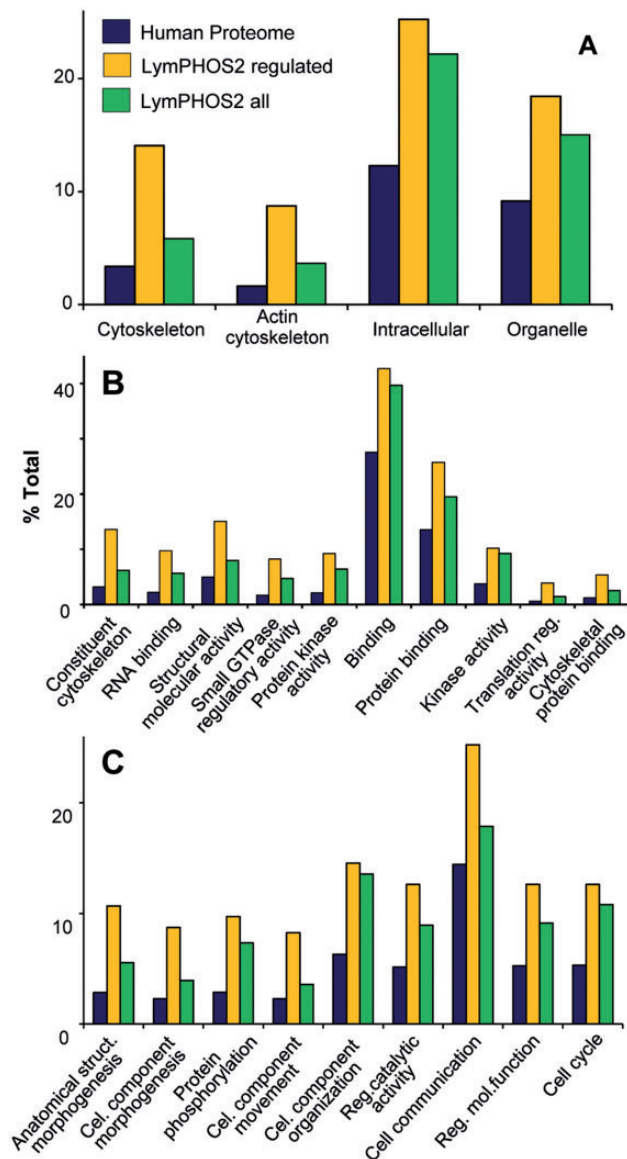 Human Proteome
LymPHOS2 regulated
LymPHOS2 all
A
20
10
0
Cytoskeleton
Actin
cytoskeleton
Intracellular
Organelle
B
% Total
40
20
0
Constituent
cytoskeleton
RNA binding
Structural
molecular activity
Small GTPase
regulatory activity
Protein kinase
activity
Binding
Protein binding
Kinase activity
Translation reg.
activity
Cytoskeletal
protein binding
C
20
10
0
Anatomical struct.
morphogenesis
Cel. component
morphogenesis
Protein
phosphorylation
Cel. component
movement
Cel. component
organization
Reg.catalytic
activity
Cell communication
Reg. mol.function
Cell cycle